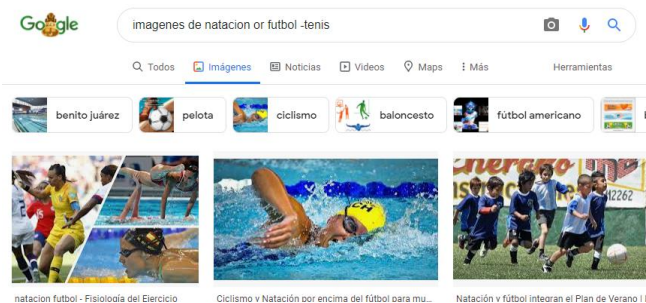 Google
imagenes de natacion or futbol -tenis
Todos Imágenes Noticias Videos Maps Más Herramientas
benito juárez pelota ciclismo baloncesto fútbol americano
natacion futbol - Fisiología del Ejercicio
Ciclismo y Natación por encima del fútbol para mu...
Natación y fútbol integran el Plan de Verano |